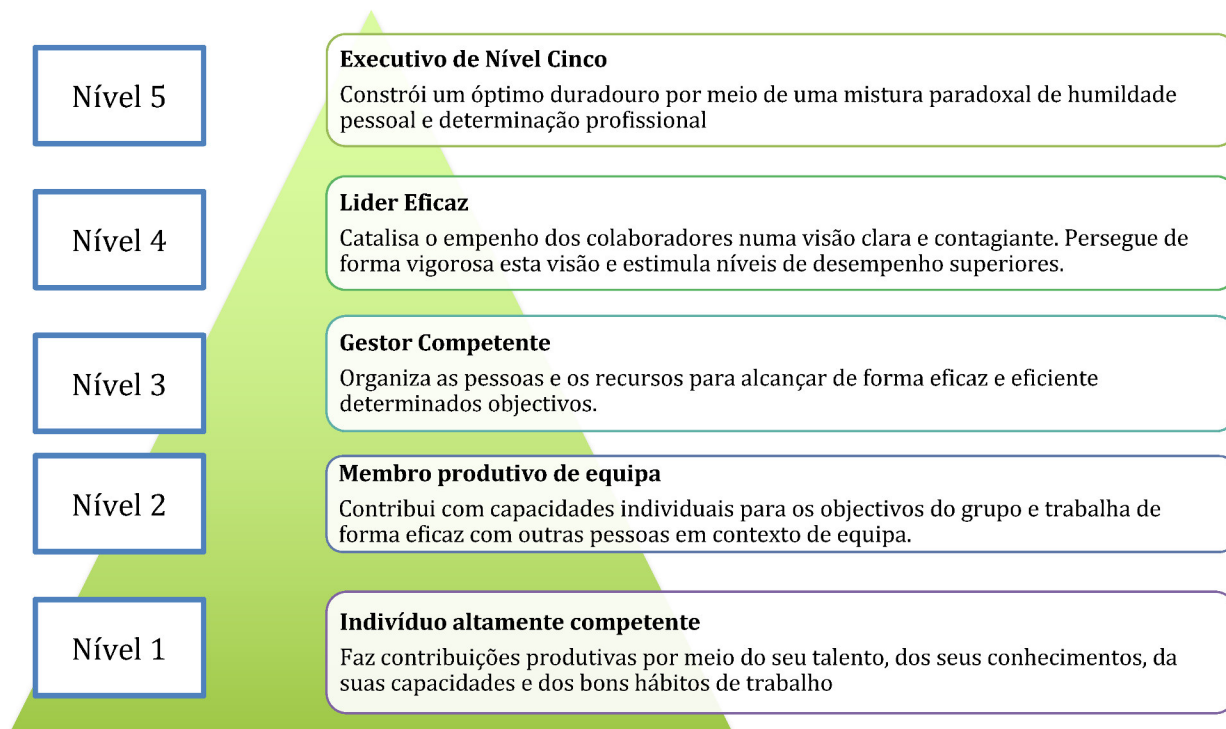 Nível 5
Executivo de Nível Cinco
Constrói um óptimo duradouro por meio de uma mistura paradoxal de humildade
pessoal e determinação profissional
Nível 4
Lider Eficaz
Catalisa o empenho dos colaboradores numa visão clara e contagiante. Persegue de
forma vigorosa esta visão e estimula níveis de desempenho superiores.
Nível 3
Gestor Competente
Organiza as pessoas e os recursos para alcançar de forma eficaz e eficiente
determinados objectivos.
Nível 2
Membro produtivo de equipa
Contribui com capacidades individuais para os objectivos do grupo e trabalha de
forma eficaz com outras pessoas em contexto de equipa.
Nível 1
Indivíduo altamente competente
Faz contribuições produtivas por meio do seu talento, dos seus conhecimentos, da
suas capacidades e dos bons hábitos de trabalho